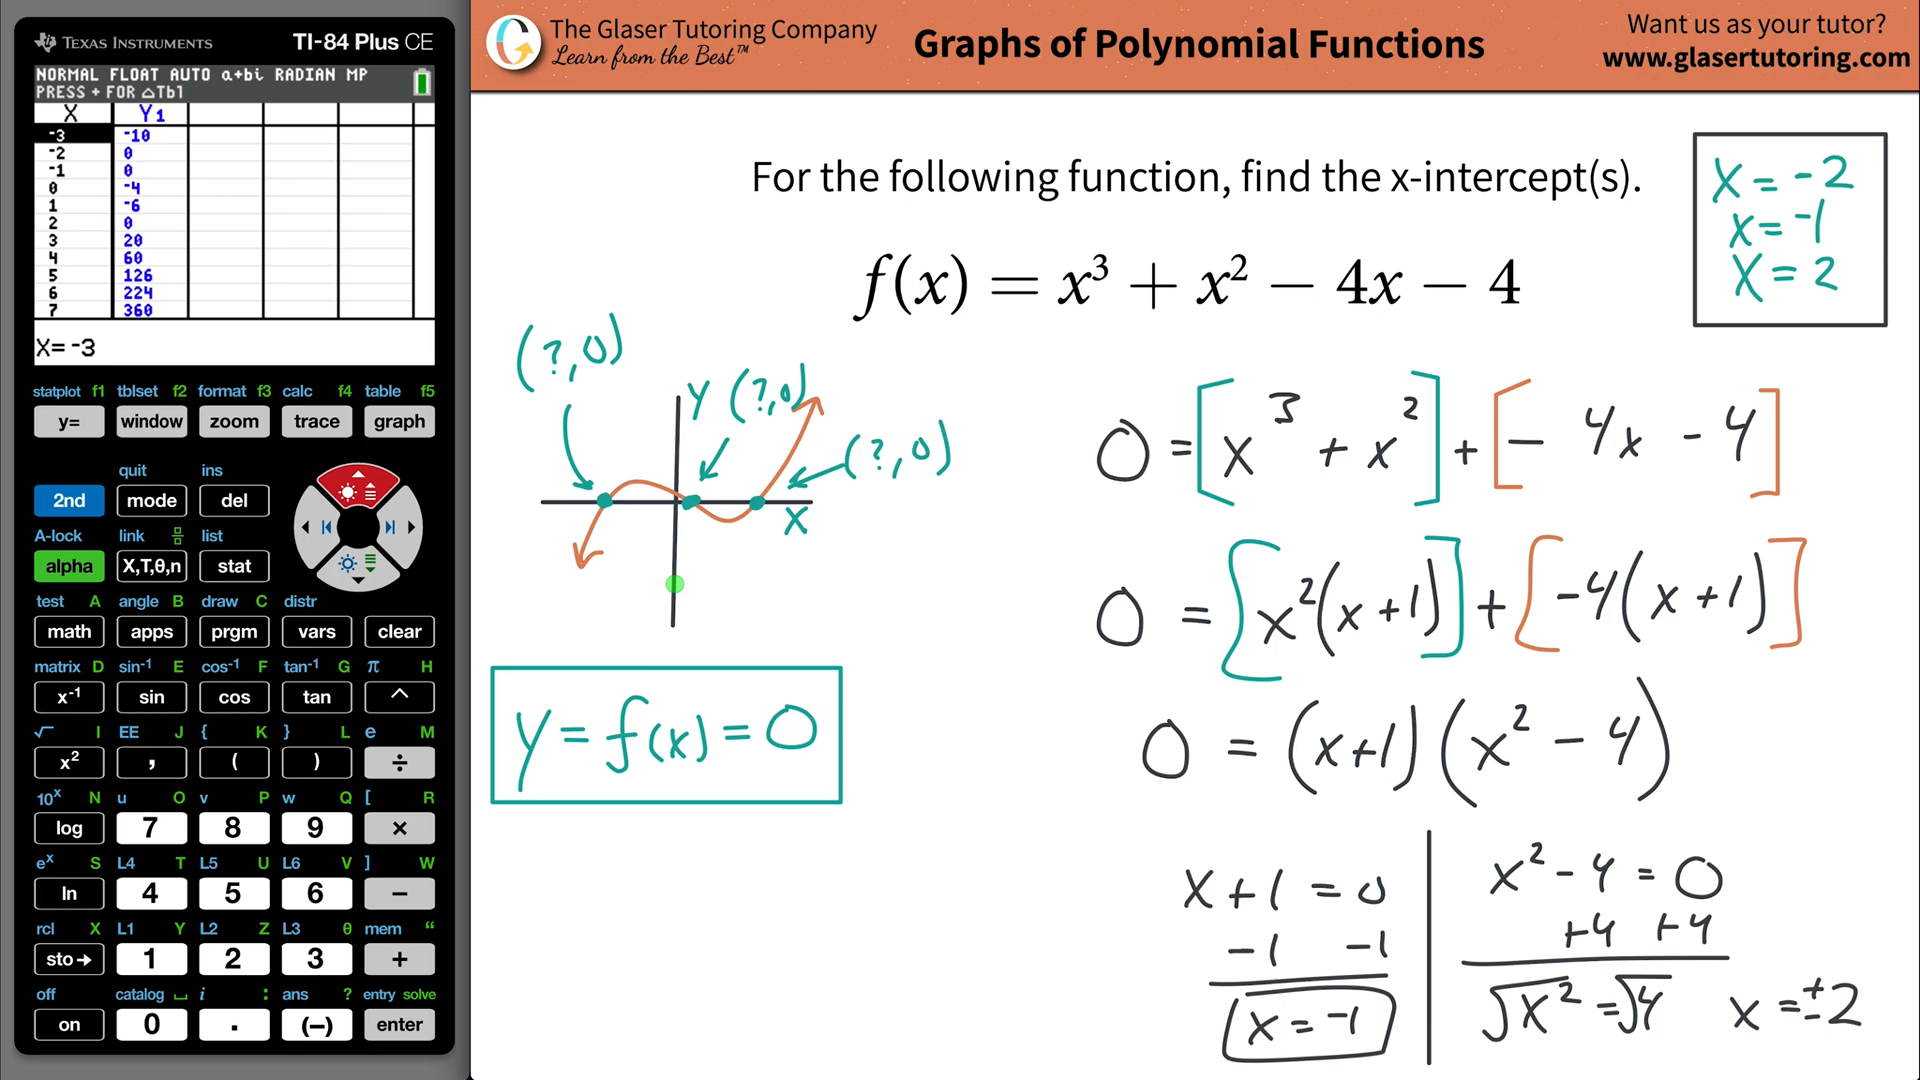 TEXAS INSTRUMENTS TI-84 Plus CE
NORMAL FLOAT AUTO a+bi RADIAN MP
PRESS + FOR △Tbl
X Y1
-3 -10
-2 0
-1 0
0 -4
1 -6
2 0
3 20
4 60
5 126
6 224
7 360
X= -3
statplot f1 tblset f2 format f3 calc f4 table f5
y= window zoom trace graph
quit ins
2nd mode del
A-lock link list
alpha X,T,θ,n stat
test A angle B draw C distr
math apps prgm vars clear
matrix D sin⁻¹ E cos⁻¹ F tan⁻¹ G π H
x⁻¹ sin cos tan ^
√ I EE J { K } L e M
x² , ( ) ÷
10ˣ N u O v P w Q [ R
log 7 8 9 ×
eˣ S L4 T L5 U L6 V ] W
ln 4 5 6 −
rcl X L1 Y L2 Z L3 θ mem "
sto→ 1 2 3 +
off catalog i : ans ? entry solve
on 0 . (−) enter
The Glaser Tutoring Company
Learn from the Best™
Graphs of Polynomial Functions
Want us as your tutor?
www.glasertutoring.com
For the following function, find the x-intercept(s).
f(x) = x³ + x² − 4x − 4
x = -2
x = -1
x = 2
(?,0)
y (?,0)
(?,0)
x
y = f(x) = 0
0 = [x³ + x²] + [- 4x - 4]
0 = [x²(x+1)] + [-4(x+1)]
0 = (x+1)(x² - 4)
x+1 = 0
-1 -1
x = -1
x² - 4 = 0
+4 +4
√x² = √4 x = ±2